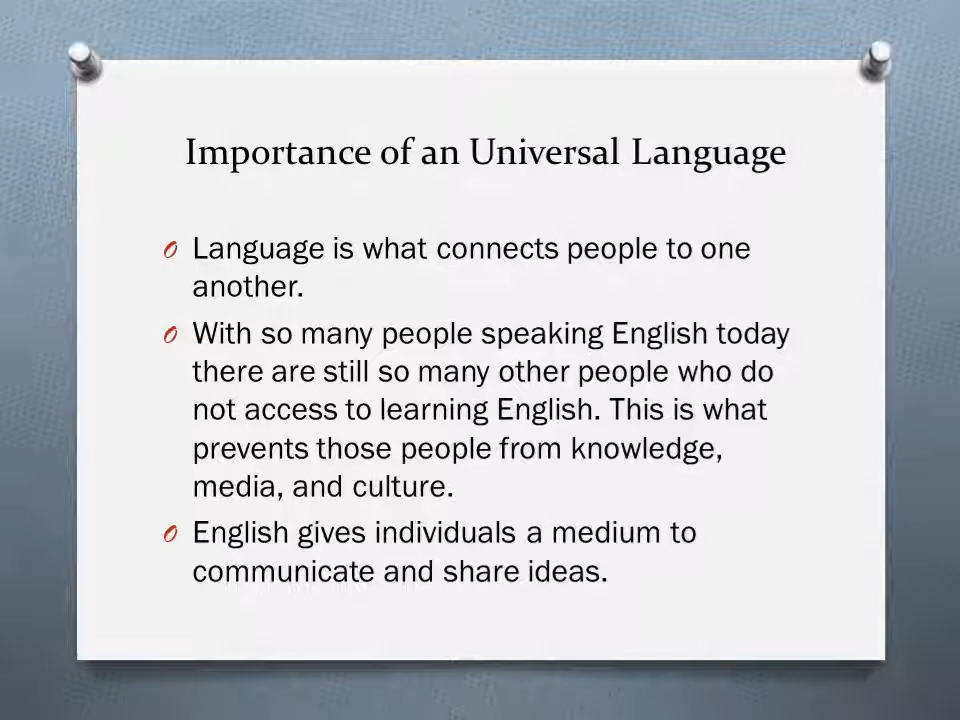 Importance of an Universal Language
Language is what connects people to one
another.
With so many people speaking English today
there are still so many other people who do
not access to learning English. This is what
prevents those people from knowledge,
media, and culture.
English gives individuals a medium to
communicate and share ideas.